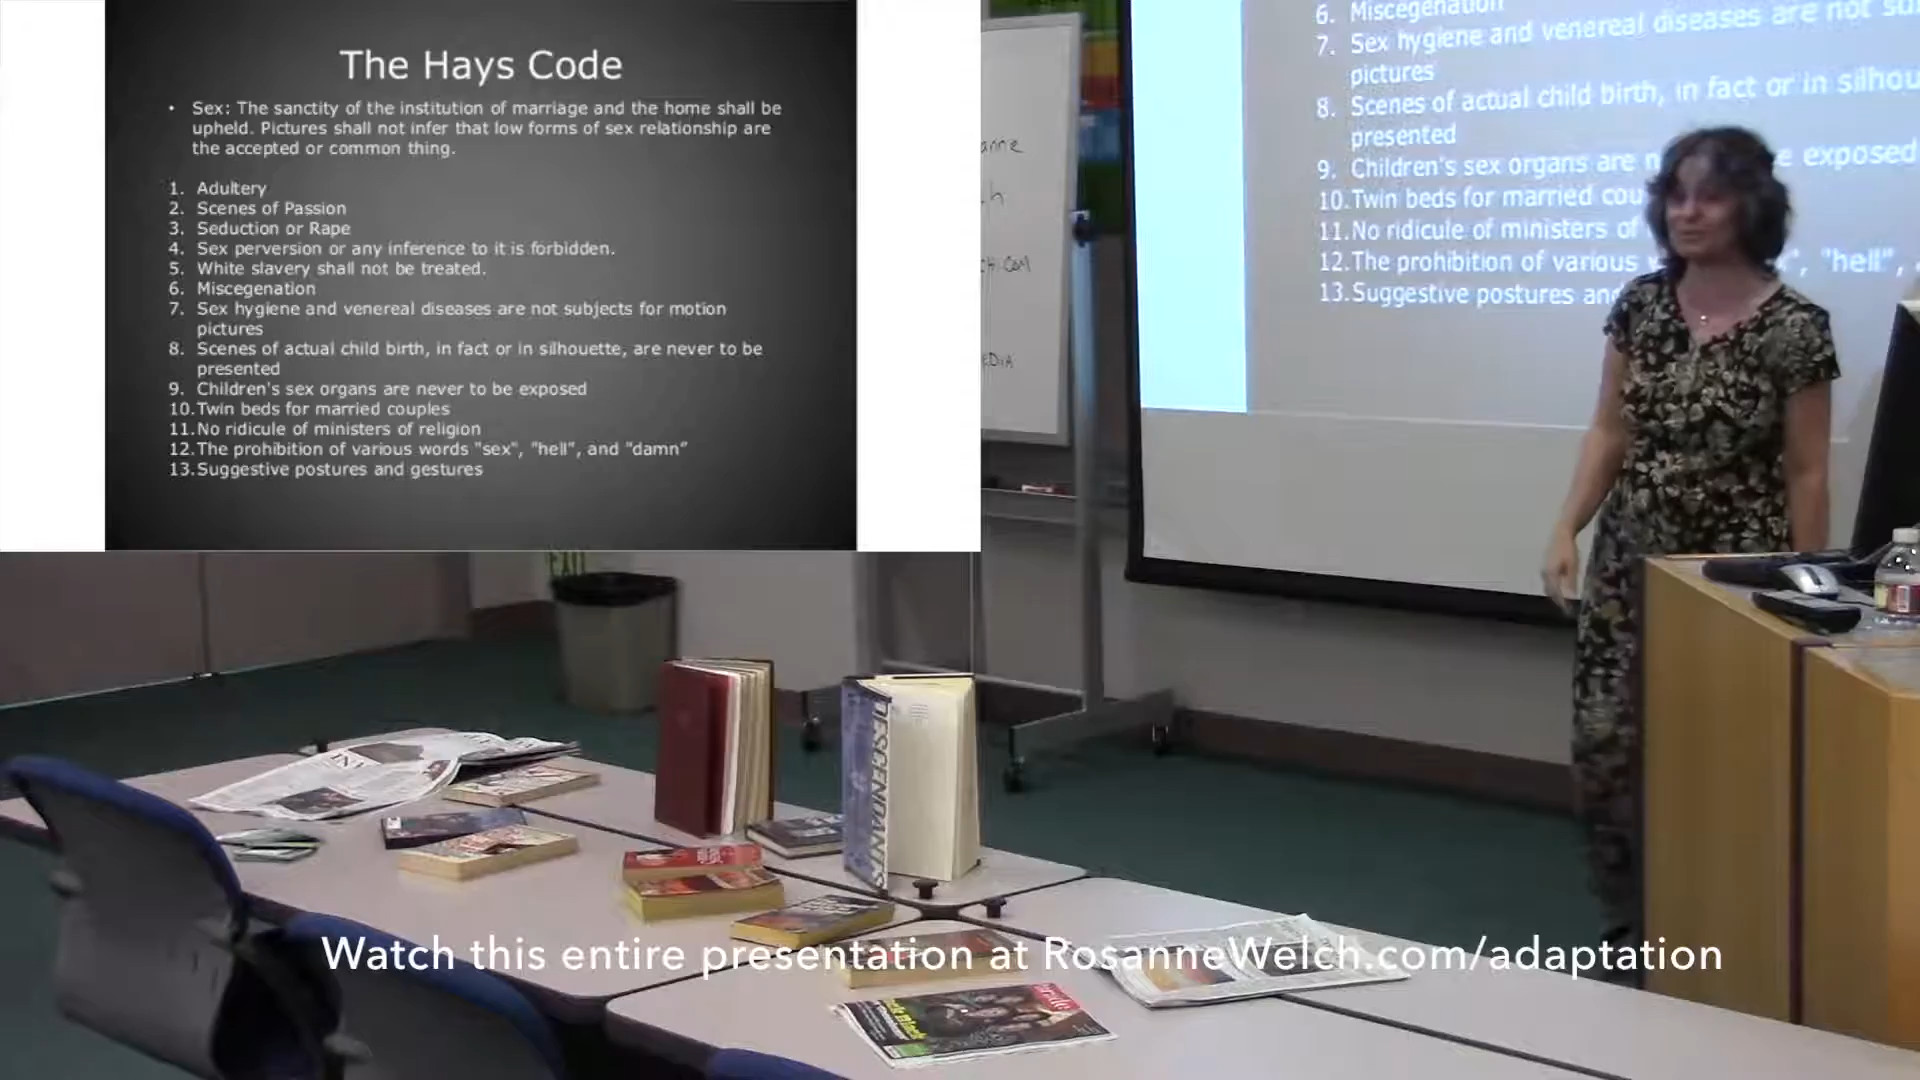 The Hays Code
• Sex: The sanctity of the institution of marriage and the home shall be
upheld. Pictures shall not infer that low forms of sex relationship are
the accepted or common thing.
1. Adultery
2. Scenes of Passion
3. Seduction or Rape
4. Sex perversion or any inference to it is forbidden.
5. White slavery shall not be treated.
6. Miscegenation
7. Sex hygiene and venereal diseases are not subjects for motion
pictures
8. Scenes of actual child birth, in fact or in silhouette, are never to be
presented
9. Children's sex organs are never to be exposed
10. Twin beds for married couples
11. No ridicule of ministers of religion
12. The prohibition of various words "sex", "hell", and "damn"
13. Suggestive postures and gestures
6. Miscegenation
7. Sex hygiene and venereal diseases are not
pictures
8. Scenes of actual child birth, in fact or in
presented
9. Children's sex organs are exposed
10. Twin beds for married
11. No ridicule of ministers of
12. The prohibition of various "hell",
13. Suggestive postures
DESCENDANTS
Watch this entire presentation at RosanneWelch.com/adaptation